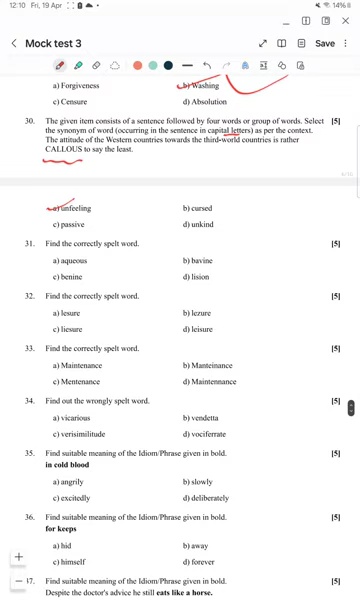 12:10 Fri, 19 Apr 14%
Mock test 3
Save
a) Forgiveness b) Washing
c) Censure d) Absolution
30. The given item consists of a sentence followed by four words or group of words. Select [5]
the synonym of word (occurring in the sentence in capital letters) as per the context.
The attitude of the Western countries towards the third-world countries is rather
CALLOUS to say the least.
a) unfeeling b) cursed
c) passive d) unkind
31. Find the correctly spelt word. [5]
a) aqueous b) bavine
c) benine d) lision
32. Find the correctly spelt word. [5]
a) lesure b) lezure
c) liesure d) leisure
33. Find the correctly spelt word. [5]
a) Maintenance b) Manteinance
c) Mentenance d) Maintennance
34. Find out the wrongly spelt word. [5]
a) vicarious b) vendetta
c) verisimilitude d) vociferrate
35. Find suitable meaning of the Idiom/Phrase given in bold. [5]
in cold blood
a) angrily b) slowly
c) excitedly d) deliberately
36. Find suitable meaning of the Idiom/Phrase given in bold. [5]
for keeps
a) hid b) away
c) himself d) forever
37. Find suitable meaning of the Idiom/Phrase given in bold. [5]
Despite the doctor's advice he still eats like a horse.